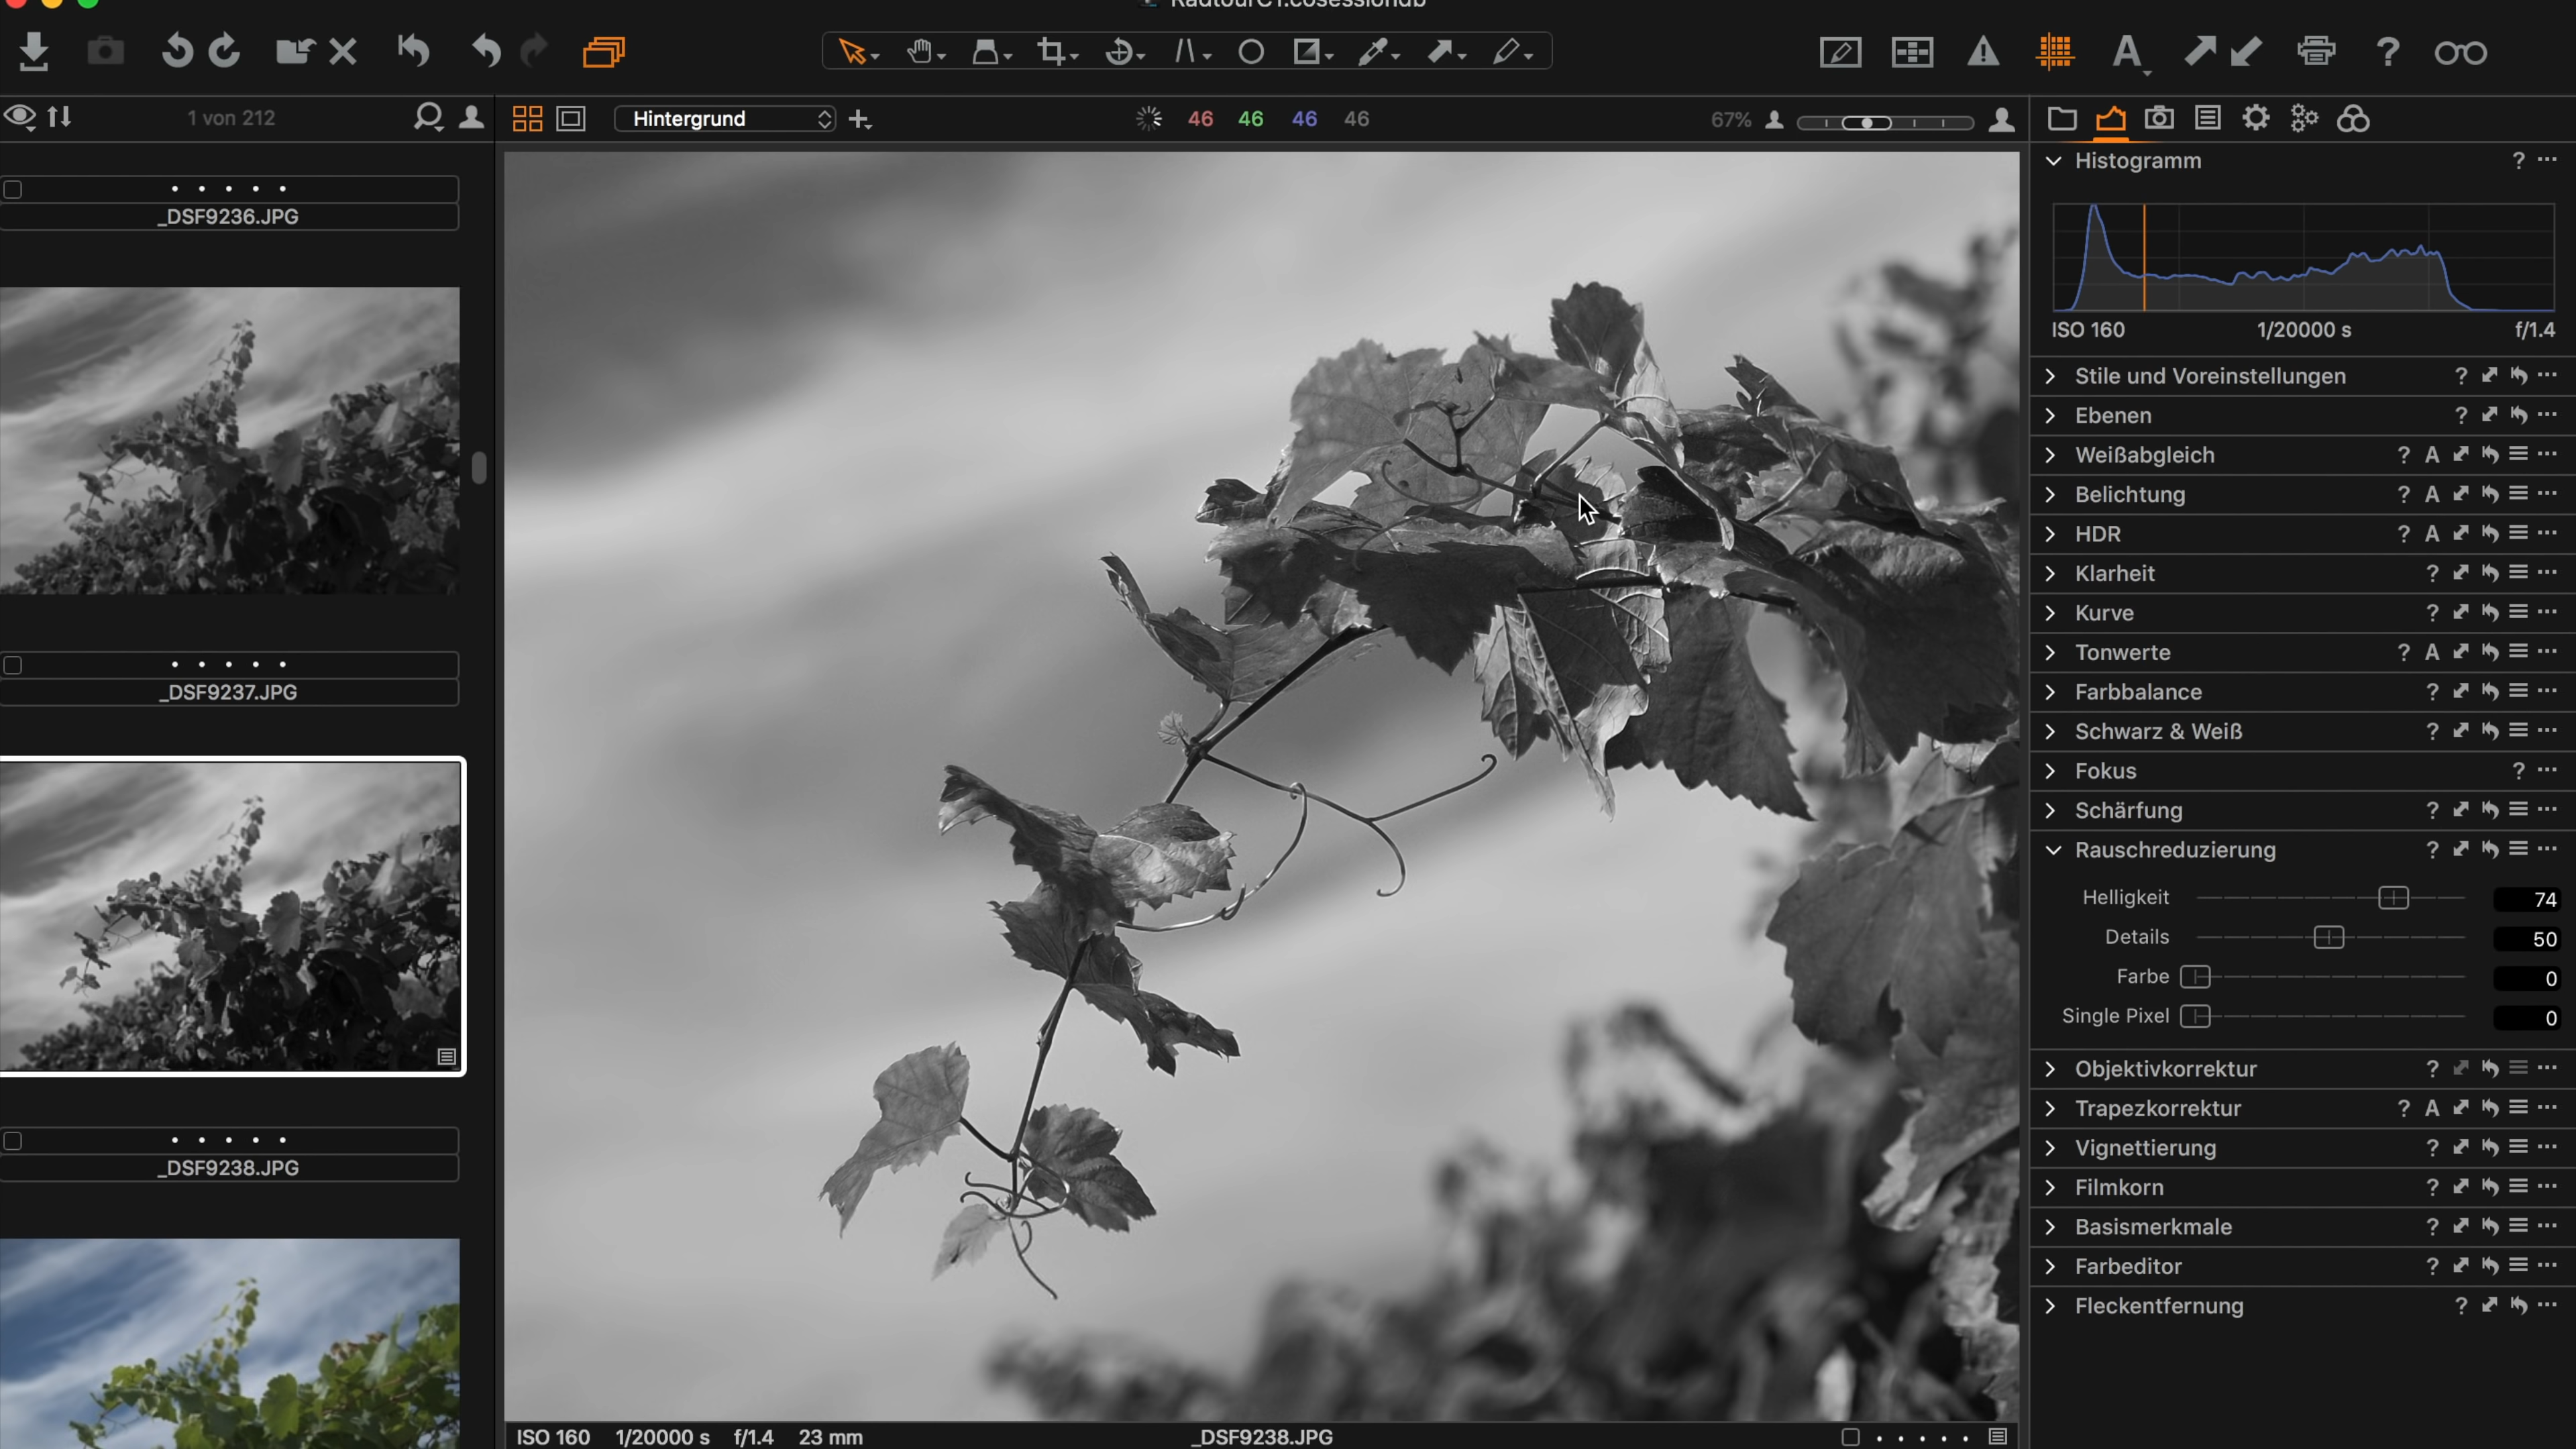 RadtourCT.cosessiondb
1 von 212
Hintergrund
46 46 46 46
67%
_DSF9236.JPG
_DSF9237.JPG
_DSF9238.JPG
Histogramm
ISO 160 1/20000 s f/1.4
Stile und Voreinstellungen
Ebenen
Weißabgleich
Belichtung
HDR
Klarheit
Kurve
Tonwerte
Farbbalance
Schwarz & Weiß
Fokus
Schärfung
Rauschreduzierung
Helligkeit 74
Details 50
Farbe 0
Single Pixel 0
Objektivkorrektur
Trapezkorrektur
Vignettierung
Filmkorn
Basismerkmale
Farbeditor
Fleckentfernung
ISO 160 1/20000 s f/1.4 23 mm _DSF9238.JPG